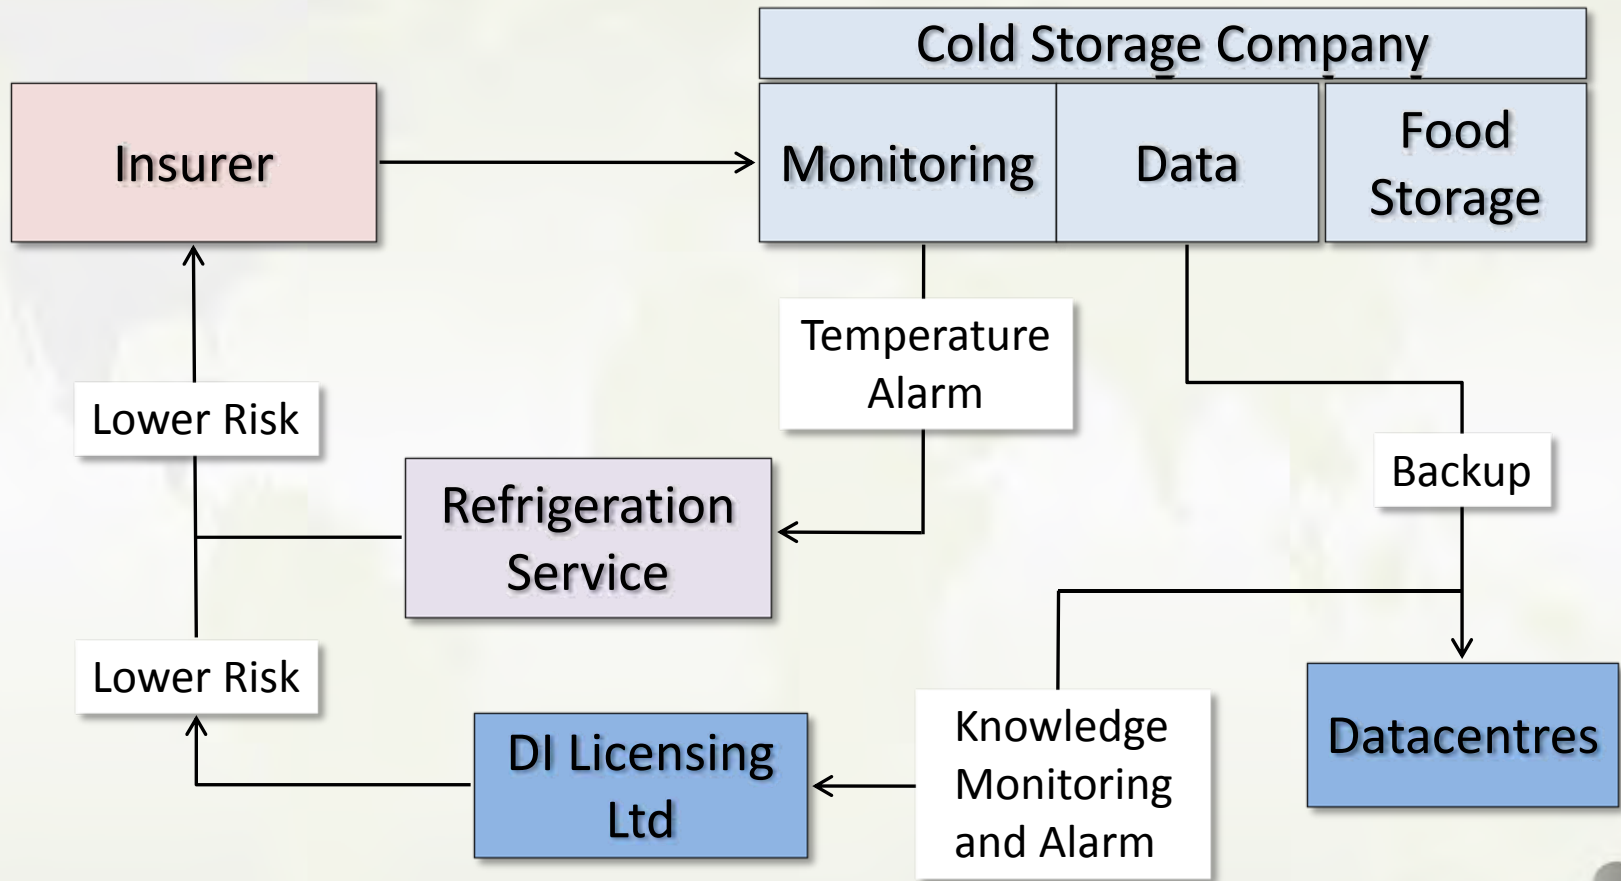 Cold Storage Company
Insurer
Monitoring
Data
Food
Storage
Temperature
Alarm
Lower Risk
Backup
Refrigeration
Service
Lower Risk
Knowledge
Monitoring
and Alarm
DI Licensing
Ltd
Datacentres